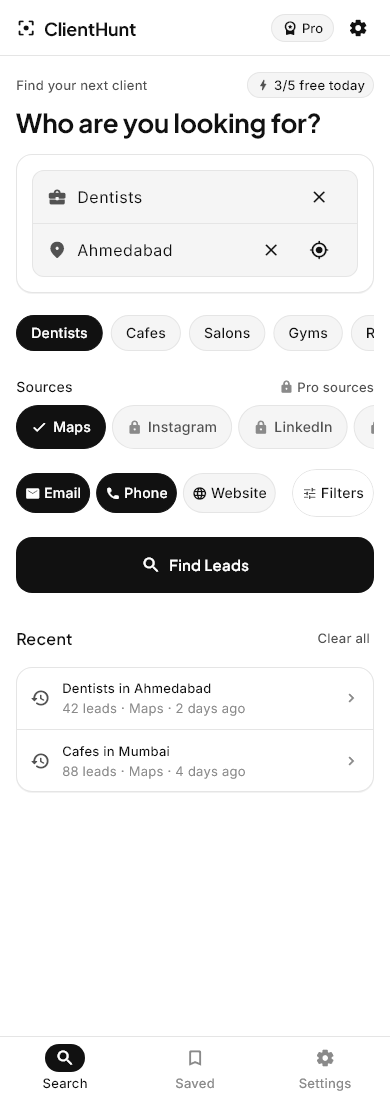 ClientHunt
Pro
Find your next client
3/5 free today
Who are you looking for?
Dentists
Ahmedabad
Dentists Cafes Salons Gyms R
Sources
Pro sources
Maps Instagram LinkedIn
Email Phone Website Filters
Find Leads
Recent
Clear all
Dentists in Ahmedabad
42 leads · Maps · 2 days ago
Cafes in Mumbai
88 leads · Maps · 4 days ago
Search Saved Settings